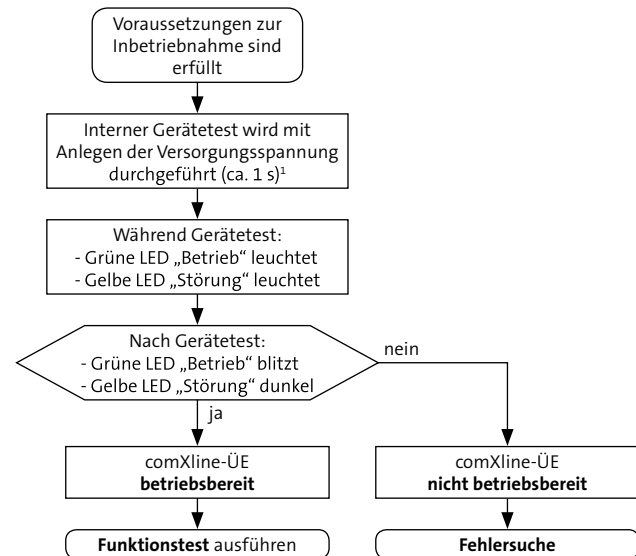 Voraussetzungen zur
Inbetriebnahme sind
erfüllt
Interner Gerätetest wird mit
Anlegen der Versorgungsspannung
durchgeführt (ca. 1 s)¹
Während Gerätetest:
- Grüne LED „Betrieb“ leuchtet
- Gelbe LED „Störung“ leuchtet
Nach Gerätetest:
- Grüne LED „Betrieb“ blitzt
- Gelbe LED „Störung“ dunkel
nein
ja
comXline-ÜE
betriebsbereit
comXline-ÜE
nicht betriebsbereit
Funktionstest ausführen
Fehlersuche